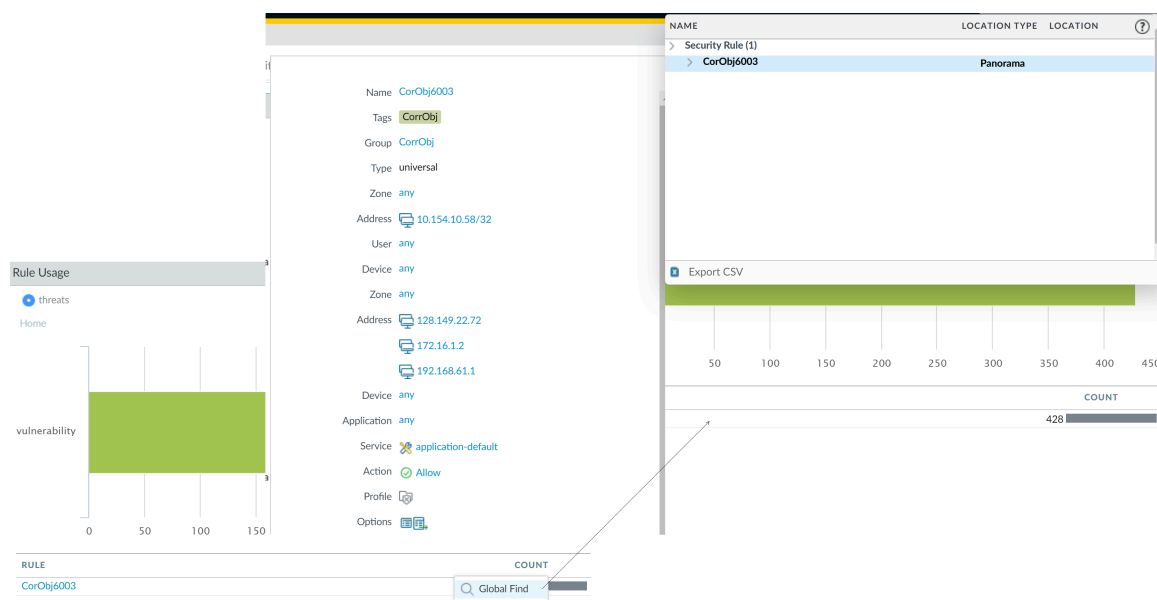 NAME LOCATION TYPE LOCATION ?
Security Rule (1)
CorObj6003 Panorama
Export CSV
Name CorObj6003
Tags CorrObj
Group CorrObj
Type universal
Zone any
Address 10.154.10.58/32
User any
Device any
Zone any
Address 128.149.22.72
172.16.1.2
192.168.61.1
Device any
Application any
Service application-default
Action Allow
Profile
Options
Rule Usage
threats
Home
vulnerability
0 50 100 150
50 100 150 200 250 300 350 400 450
COUNT
428
RULE COUNT
CorObj6003
Global Find